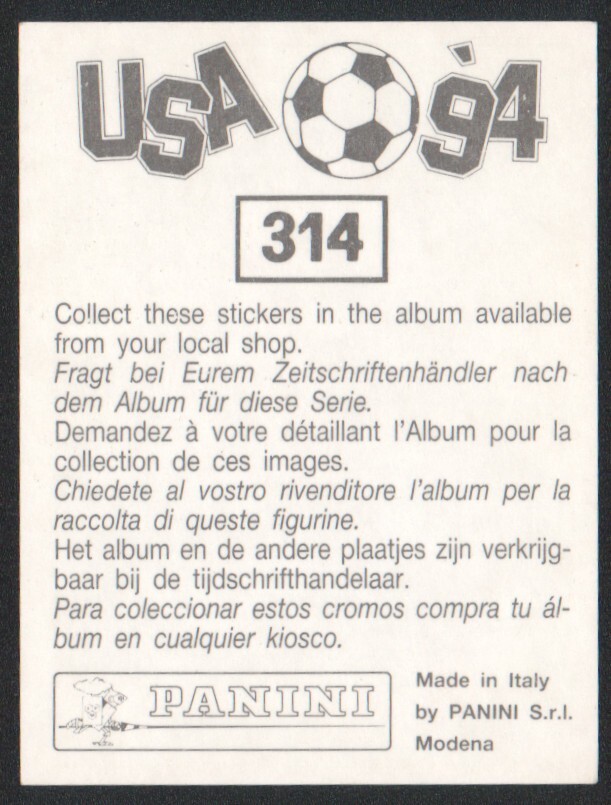 USA '94
314
Collect these stickers in the album available
from your local shop.
Fragt bei Eurem Zeitschriftenhändler nach
dem Album für diese Serie.
Demandez à votre détaillant l'Album pour la
collection de ces images.
Chiedete al vostro rivenditore l'album per la
raccolta di queste figurine.
Het album en de andere plaatjes zijn verkrijg-
baar bij de tijdschrifthandelaar.
Para coleccionar estos cromos compra tu ál-
bum en cualquier kiosco.
PANINI
Made in Italy
by PANINI S.r.l.
Modena